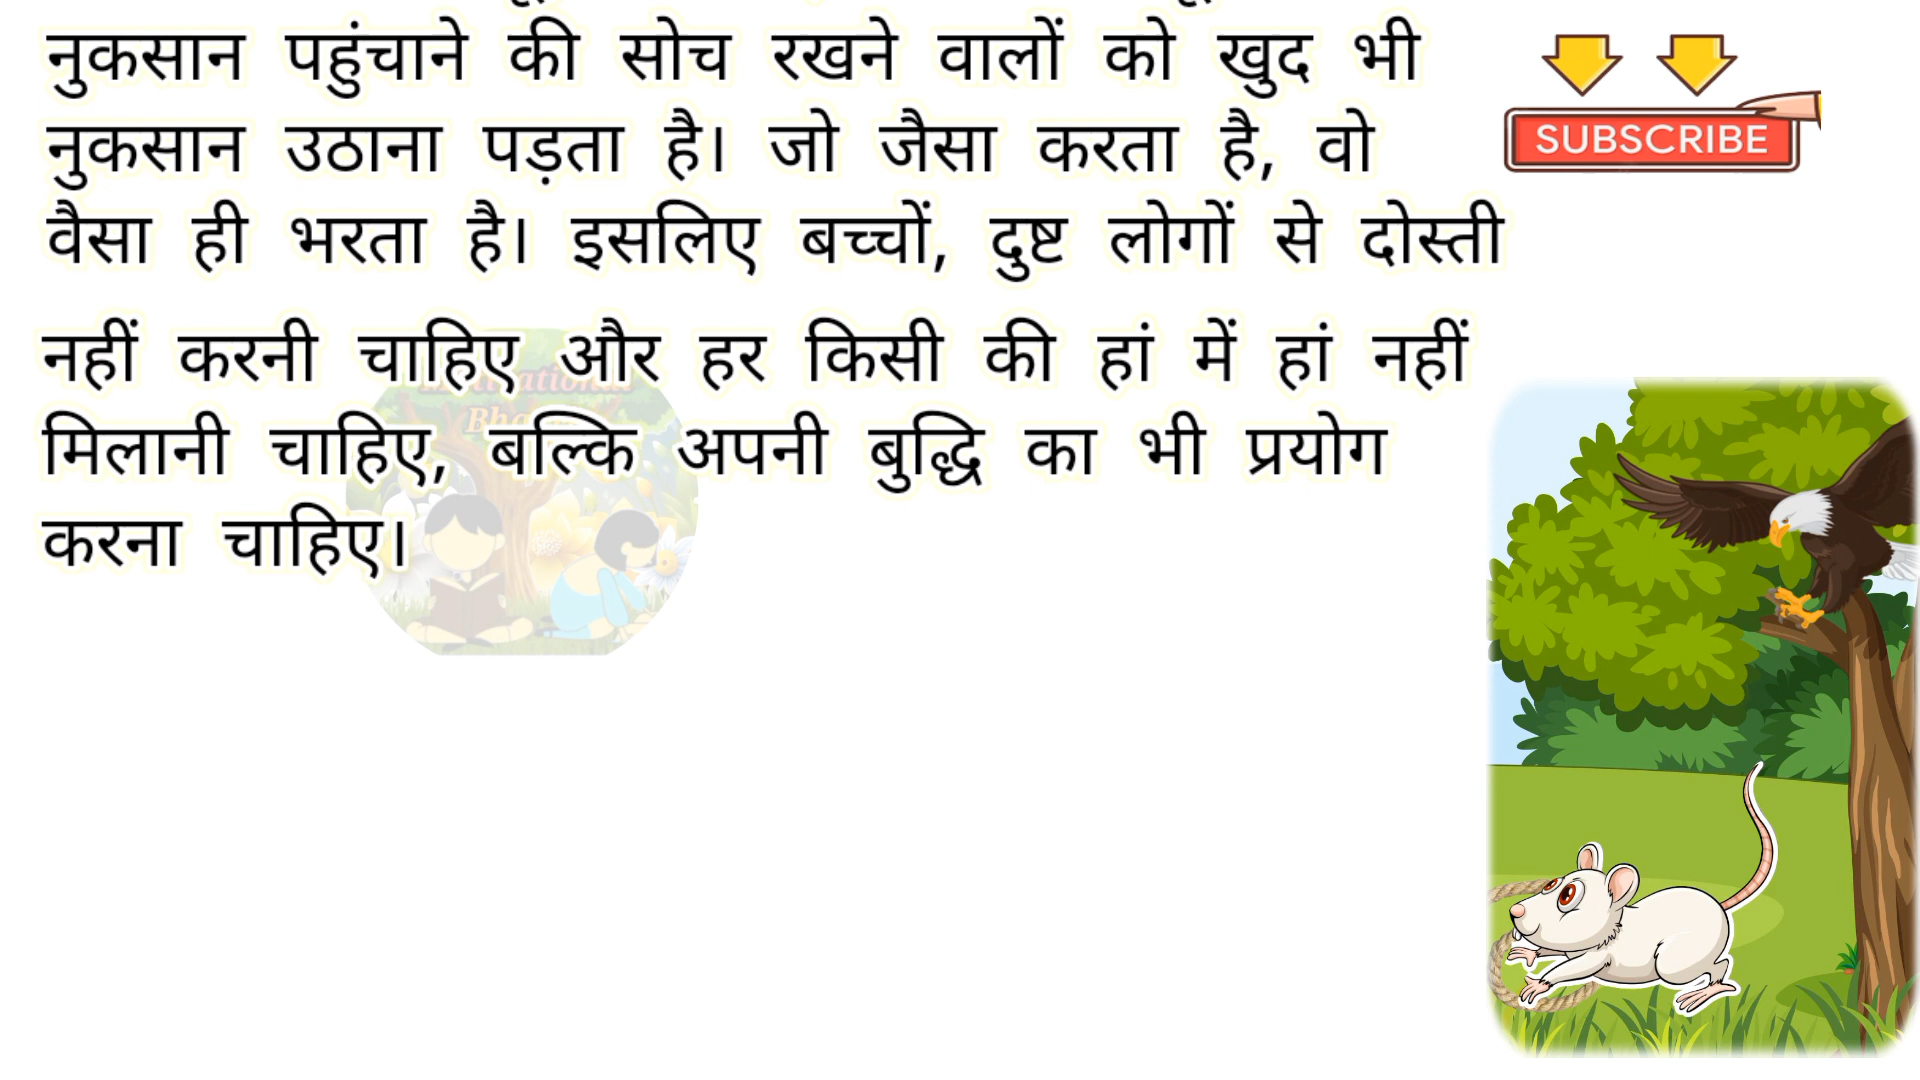 नुकसान पहुंचाने की सोच रखने वालों को खुद भी
नुकसान उठाना पड़ता है। जो जैसा करता है, वो
वैसा ही भरता है। इसलिए बच्चों, दुष्ट लोगों से दोस्ती
नहीं करनी चाहिए और हर किसी की हां में हां नहीं
मिलानी चाहिए, बल्कि अपनी बुद्धि का भी प्रयोग
करना चाहिए।
SUBSCRIBE